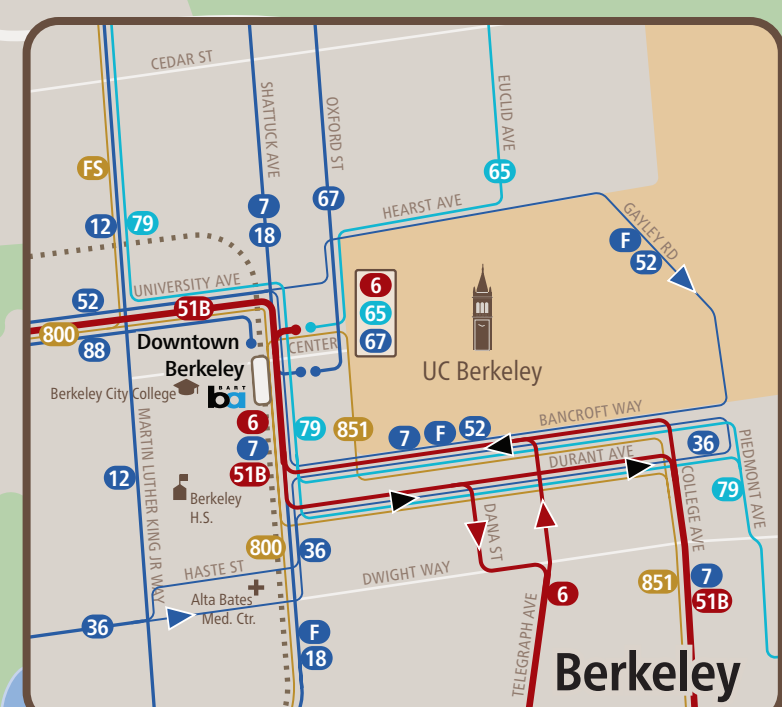 CEDAR ST
SHATTUCK AVE
OXFORD ST
EUCLID AVE
FS
65
67
HEARST AVE
7
18
12
79
GAYLEY RD
F
52
UNIVERSITY AVE
6
65
67
52
51B
800
88
Downtown
Berkeley
CENTER
UC Berkeley
Berkeley City College
BART
ba
6
7
51B
79
851
7
F
52
BANCROFT WAY
36
DURANT AVE
PIEDMONT AVE
MARTIN LUTHER KING JR WAY
12
Berkeley
H.S.
COLLEGE AVE
79
DANA ST
800
36
HASTE ST
DWIGHT WAY
Alta Bates
Med. Ctr.
851
7
51B
6
TELEGRAPH AVE
36
F
18
Berkeley